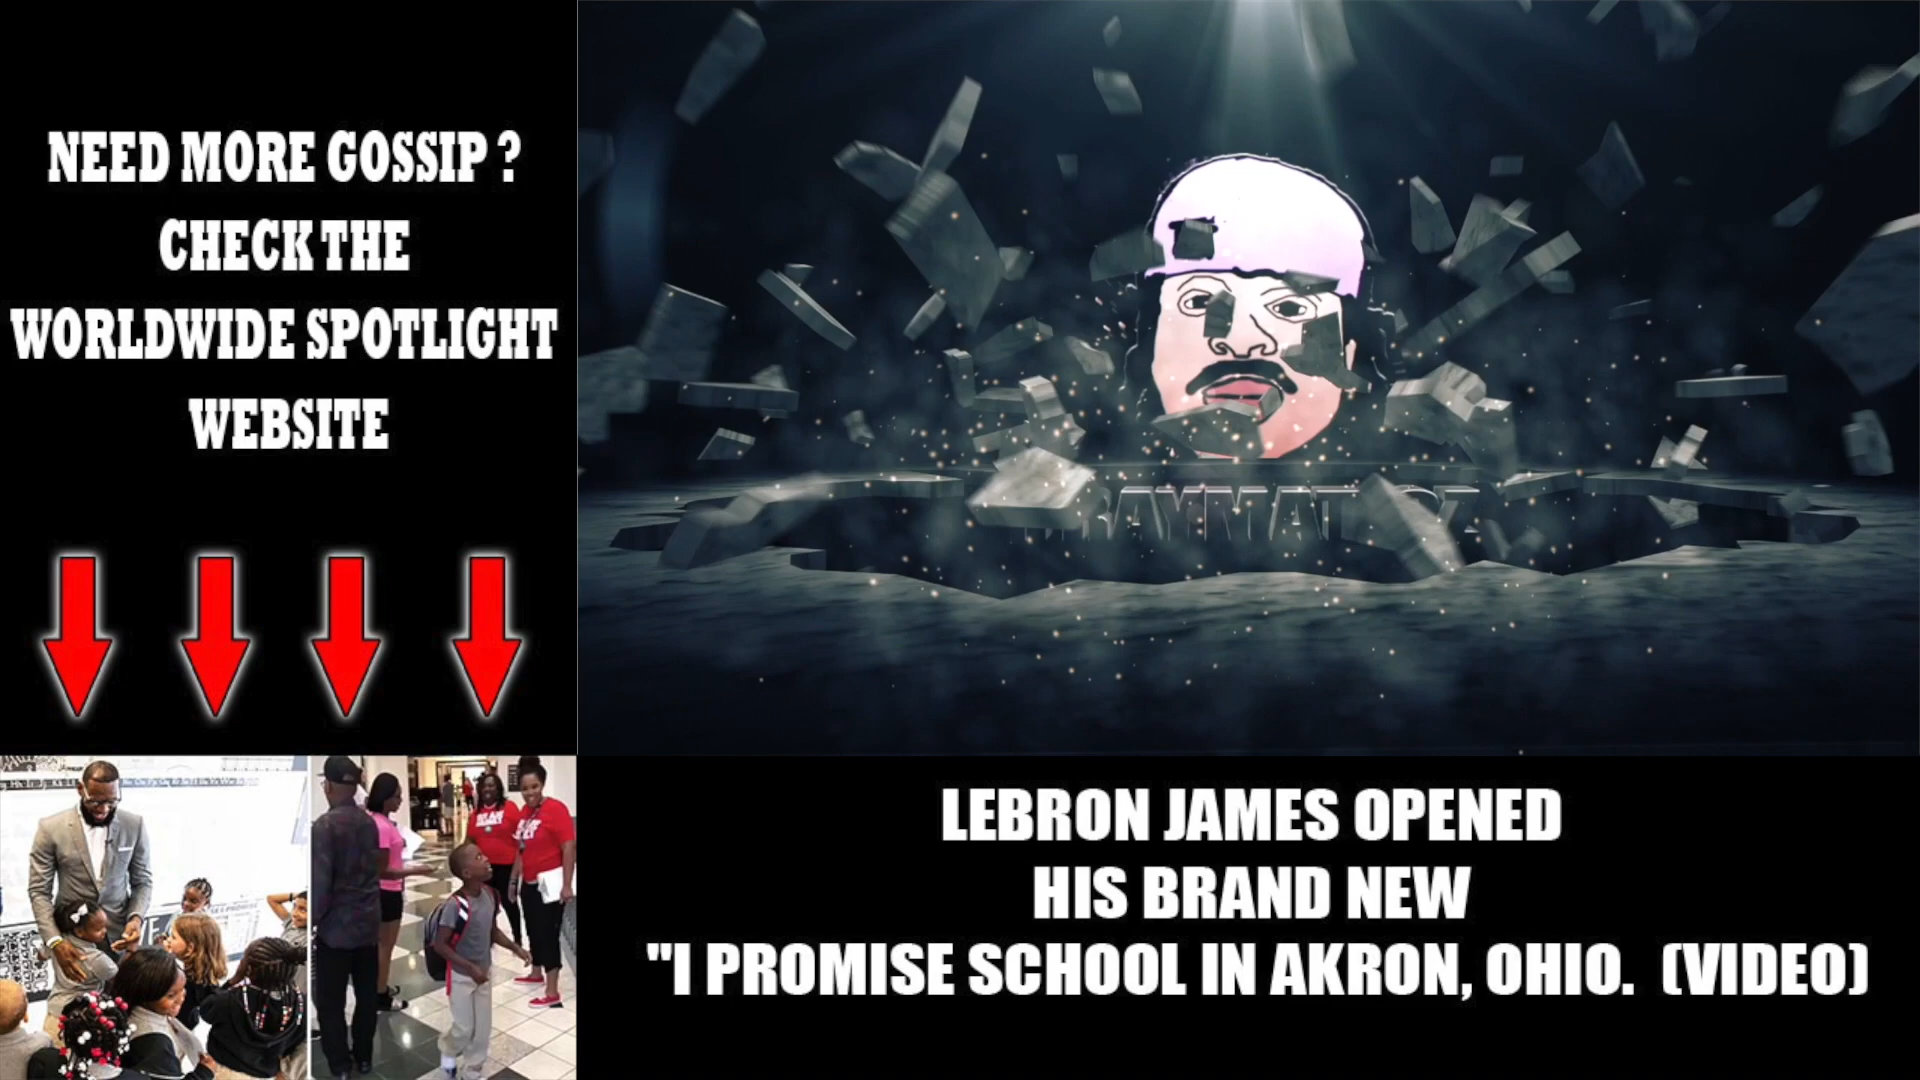 NEED MORE GOSSIP ?
CHECK THE
WORLDWIDE SPOTLIGHT
WEBSITE
LEBRON JAMES OPENED
HIS BRAND NEW
"I PROMISE SCHOOL IN AKRON, OHIO. (VIDEO)